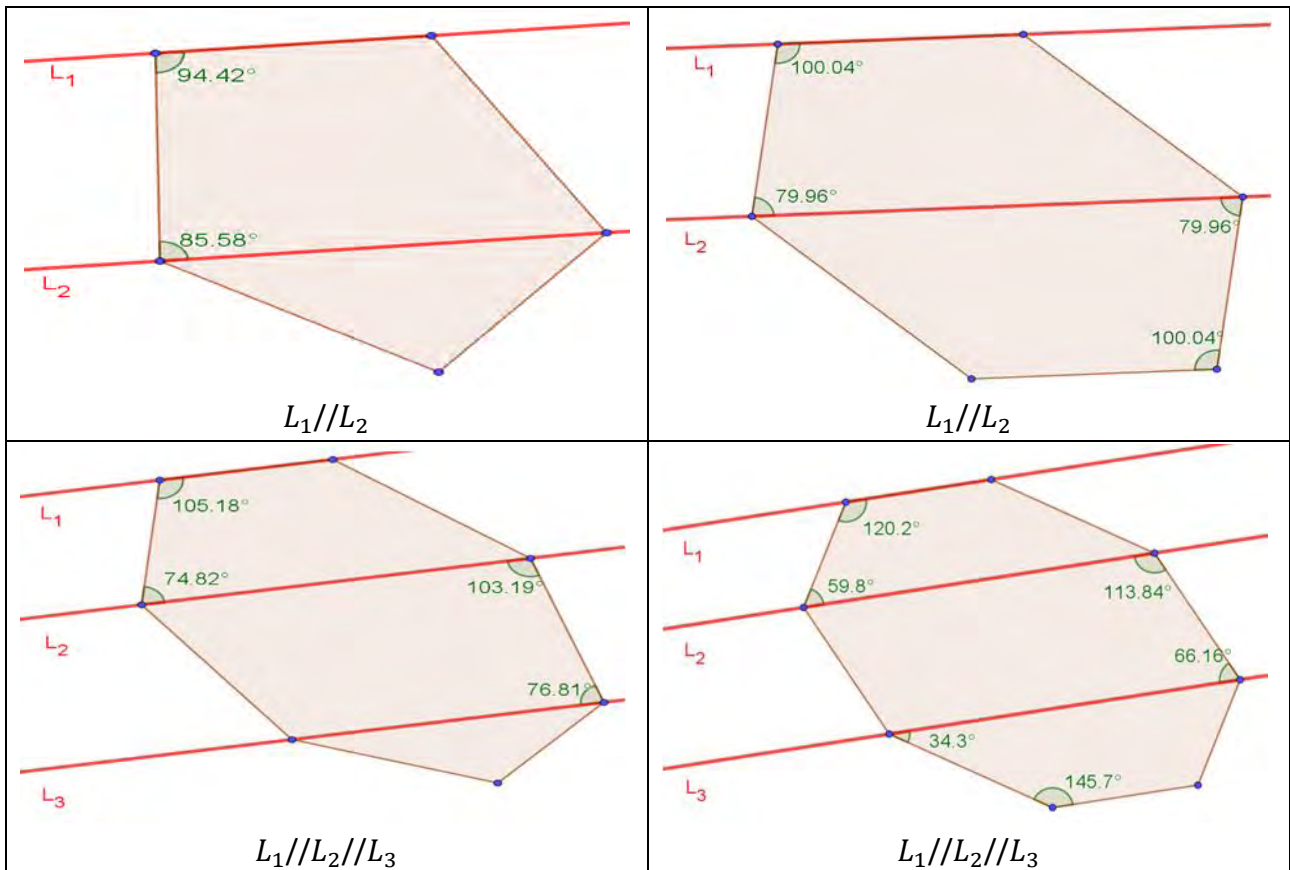 L₁
94.42°
85.58°
L₂
L₁//L₂
L₁
100.04°
79.96°
79.96°
L₂
100.04°
L₁//L₂
L₁
105.18°
74.82°
103.19°
L₂
76.81°
L₃
L₁//L₂//L₃
L₁
120.2°
59.8°
113.84°
L₂
66.16°
34.3°
L₃
145.7°
L₁//L₂//L₃